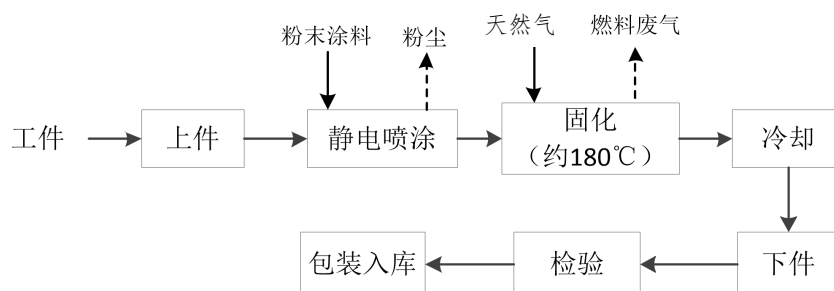 粉末涂料
粉尘
天然气
燃料废气
工件
上件
静电喷涂
固化
（约180℃）
冷却
包装入库
检验
下件